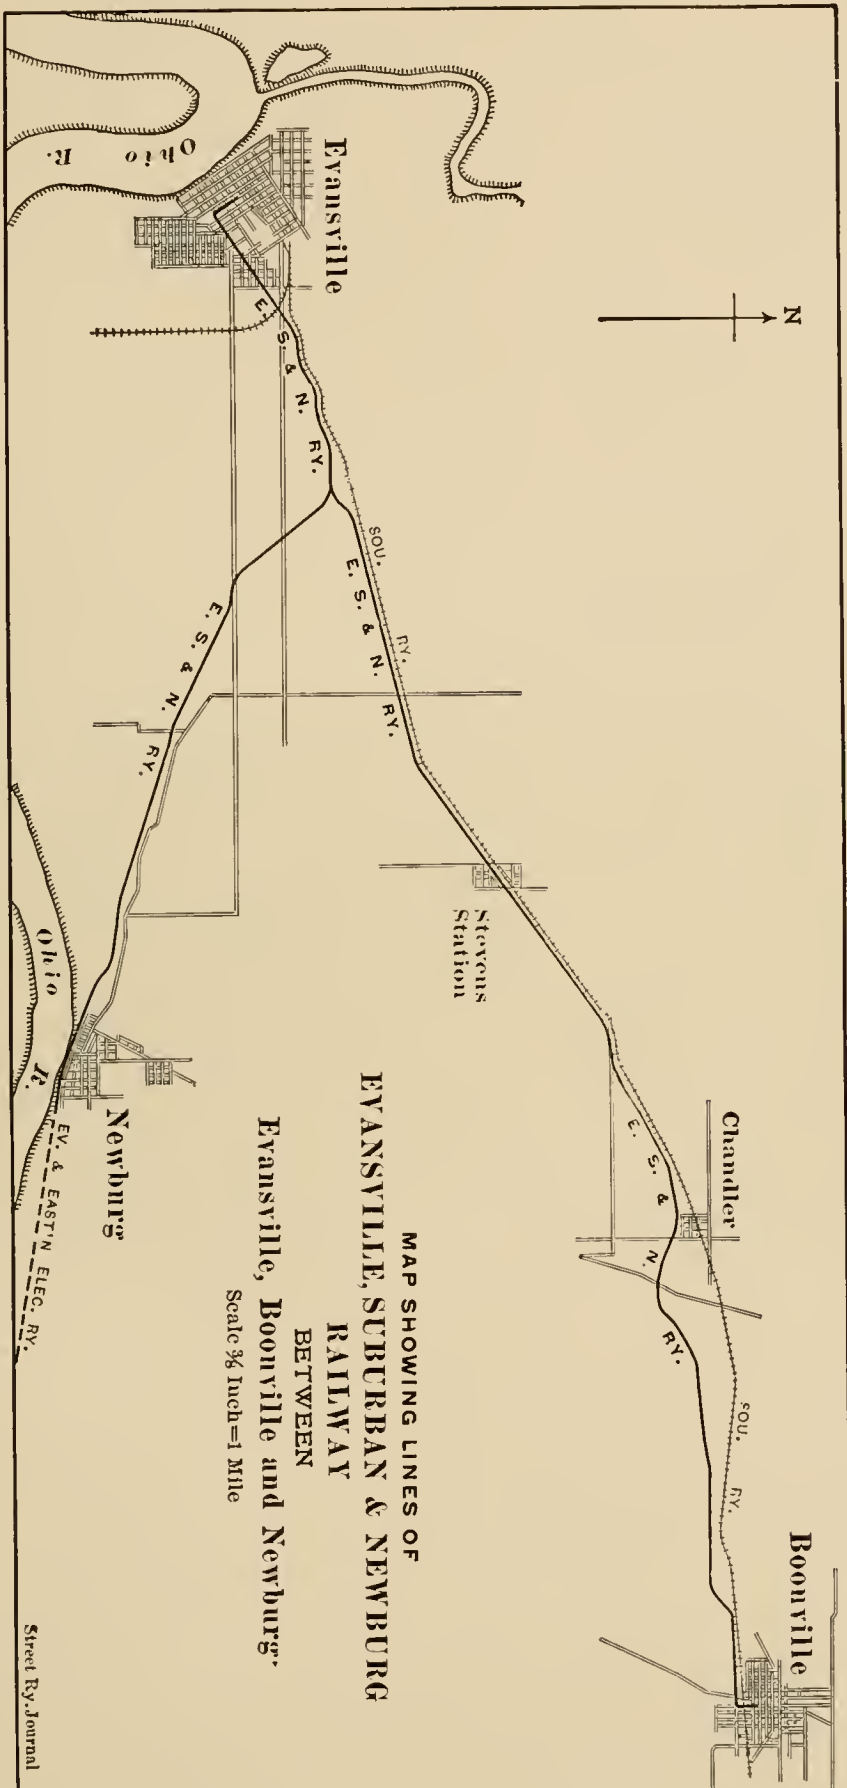 MAP SHOWING LINES OF
EVANSVILLE, SUBURBAN & NEWBURG
RAILWAY
BETWEEN
Evansville, Boonville and Newburg.
Scale ⅜ Inch=1 Mile
N
Evansville
Ohio R.
E. S. & N. RY.
SOU. RY.
E. S. & N. RY.
E. S. & N. RY.
Stevens
Station
Chandler
E. S. & N. RY.
SOU. RY.
Boonville
Newburg
Ohio R.
EV. & EAST'N ELEC. RY.
Street Ry. Journal